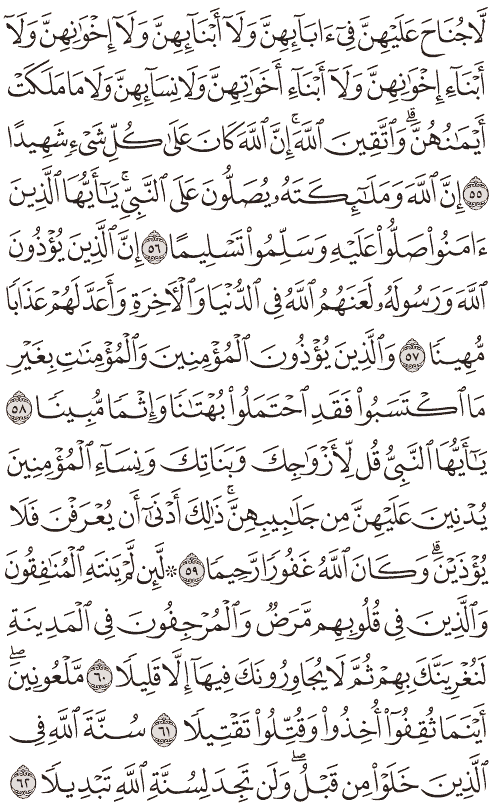 لَّا جُنَاحَ عَلَيْهِنَّ فِىٓ ءَابَآئِهِنَّ وَلَآ أَبْنَآئِهِنَّ وَلَآ إِخْوَٰنِهِنَّ وَلَآ
أَبْنَآءِ إِخْوَٰنِهِنَّ وَلَآ أَبْنَآءِ أَخَوَٰتِهِنَّ وَلَا نِسَآئِهِنَّ وَلَا مَا مَلَكَتْ
أَيْمَٰنُهُنَّ ۗ وَٱتَّقِينَ ٱللَّهَ ۚ إِنَّ ٱللَّهَ كَانَ عَلَىٰ كُلِّ شَىْءٍ شَهِيدًا
٥٥ إِنَّ ٱللَّهَ وَمَلَٰٓئِكَتَهُۥ يُصَلُّونَ عَلَى ٱلنَّبِىِّ ۚ يَٰٓأَيُّهَا ٱلَّذِينَ
ءَامَنُوا۟ صَلُّوا۟ عَلَيْهِ وَسَلِّمُوا۟ تَسْلِيمًا ٥٦ إِنَّ ٱلَّذِينَ يُؤْذُونَ
ٱللَّهَ وَرَسُولَهُۥ لَعَنَهُمُ ٱللَّهُ فِى ٱلدُّنْيَا وَٱلْءَاخِرَةِ وَأَعَدَّ لَهُمْ عَذَابًا
مُّهِينًا ٥٧ وَٱلَّذِينَ يُؤْذُونَ ٱلْمُؤْمِنِينَ وَٱلْمُؤْمِنَٰتِ بِغَيْرِ
مَا ٱكْتَسَبُوا۟ فَقَدِ ٱحْتَمَلُوا۟ بُهْتَٰنًا وَإِثْمًا مُّبِينًا ٥٨
يَٰٓأَيُّهَا ٱلنَّبِىُّ قُل لِّأَزْوَٰجِكَ وَبَنَاتِكَ وَنِسَآءِ ٱلْمُؤْمِنِينَ
يُدْنِينَ عَلَيْهِنَّ مِن جَلَٰبِيبِهِنَّ ۚ ذَٰلِكَ أَدْنَىٰٓ أَن يُعْرَفْنَ فَلَا
يُؤْذَيْنَ ۗ وَكَانَ ٱللَّهُ غَفُورًا رَّحِيمًا ٥٩ ۞ لَّئِن لَّمْ يَنتَهِ ٱلْمُنَٰفِقُونَ
وَٱلَّذِينَ فِى قُلُوبِهِم مَّرَضٌ وَٱلْمُرْجِفُونَ فِى ٱلْمَدِينَةِ
لَنُغْرِيَنَّكَ بِهِمْ ثُمَّ لَا يُجَاوِرُونَكَ فِيهَآ إِلَّا قَلِيلًا ٦٠ مَّلْعُونِينَ ۖ
أَيْنَمَا ثُقِفُوٓا۟ أُخِذُوا۟ وَقُتِّلُوا۟ تَقْتِيلًا ٦١ سُنَّةَ ٱللَّهِ فِى
ٱلَّذِينَ خَلَوْا۟ مِن قَبْلُ ۖ وَلَن تَجِدَ لِسُنَّةِ ٱللَّهِ تَبْدِيلًا ٦٢